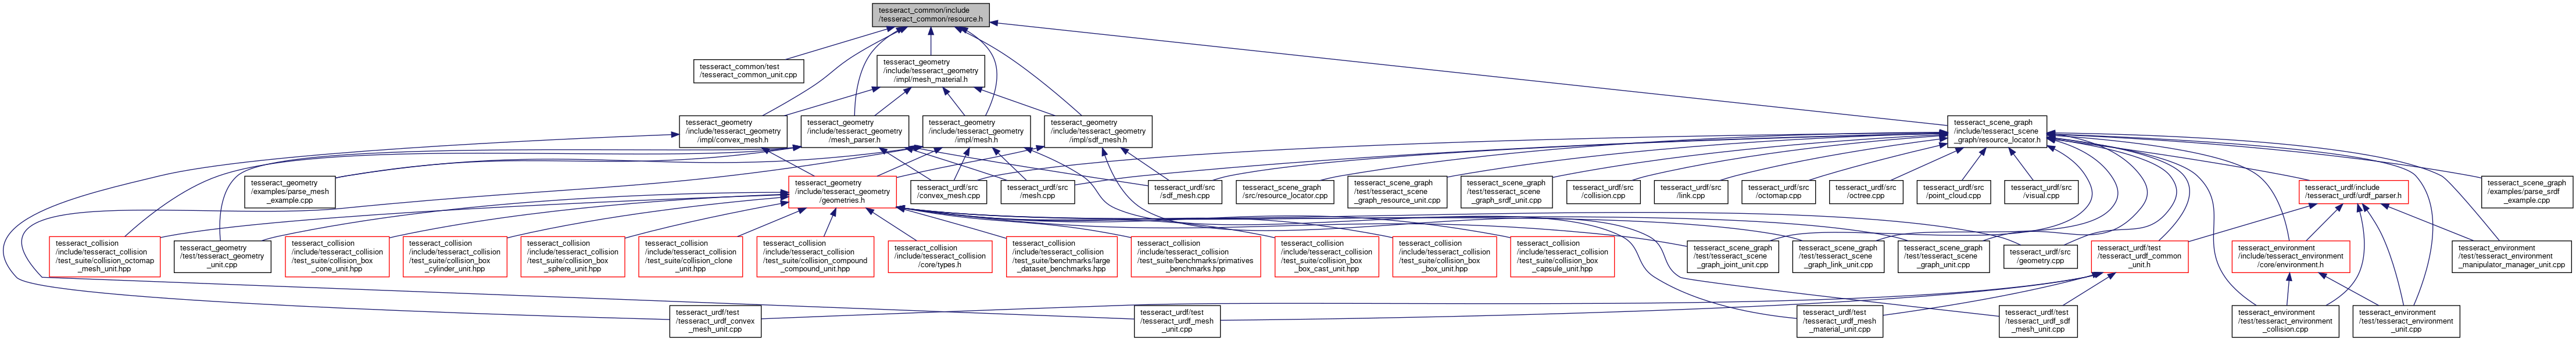 tesseract_common/include
/tesseract_common/resource.h
tesseract_common/test
/tesseract_common_unit.cpp
tesseract_geometry
/include/tesseract_geometry
/impl/mesh_material.h
tesseract_geometry
/include/tesseract_geometry
/impl/convex_mesh.h
tesseract_geometry
/include/tesseract_geometry
/mesh_parser.h
tesseract_geometry
/include/tesseract_geometry
/impl/mesh.h
tesseract_geometry
/include/tesseract_geometry
/impl/sdf_mesh.h
tesseract_scene_graph
/include/tesseract_scene
_graph/resource_locator.h
tesseract_geometry
/examples/parse_mesh
_example.cpp
tesseract_geometry
/include/tesseract_geometry
/geometries.h
tesseract_urdf/src
/convex_mesh.cpp
tesseract_urdf/src
/mesh.cpp
tesseract_urdf/src
/sdf_mesh.cpp
tesseract_scene_graph
/src/resource_locator.cpp
tesseract_scene_graph
/test/tesseract_scene
_graph_resource_unit.cpp
tesseract_scene_graph
/test/tesseract_scene
_graph_srdf_unit.cpp
tesseract_urdf/src
/collision.cpp
tesseract_urdf/src
/link.cpp
tesseract_urdf/src
/octomap.cpp
tesseract_urdf/src
/octree.cpp
tesseract_urdf/src
/point_cloud.cpp
tesseract_urdf/src
/visual.cpp
tesseract_urdf/include
/tesseract_urdf/urdf_parser.h
tesseract_scene_graph
/examples/parse_srdf
_example.cpp
tesseract_collision
/include/tesseract_collision
/test_suite/collision_octomap
_mesh_unit.hpp
tesseract_geometry
/test/tesseract_geometry
_unit.cpp
tesseract_collision
/include/tesseract_collision
/test_suite/collision_box
_cone_unit.hpp
tesseract_collision
/include/tesseract_collision
/test_suite/collision_box
_cylinder_unit.hpp
tesseract_collision
/include/tesseract_collision
/test_suite/collision_box
_sphere_unit.hpp
tesseract_collision
/include/tesseract_collision
/test_suite/collision_clone
_unit.hpp
tesseract_collision
/include/tesseract_collision
/test_suite/collision_compound
_compound_unit.hpp
tesseract_collision
/include/tesseract_collision
/core/types.h
tesseract_collision
/include/tesseract_collision
/test_suite/benchmarks/large
_dataset_benchmarks.hpp
tesseract_collision
/include/tesseract_collision
/test_suite/benchmarks/primatives
_benchmarks.hpp
tesseract_collision
/include/tesseract_collision
/test_suite/collision_box
_box_cast_unit.hpp
tesseract_collision
/include/tesseract_collision
/test_suite/collision_box
_box_unit.hpp
tesseract_collision
/include/tesseract_collision
/test_suite/collision_box
_capsule_unit.hpp
tesseract_scene_graph
/test/tesseract_scene
_graph_joint_unit.cpp
tesseract_scene_graph
/test/tesseract_scene
_graph_link_unit.cpp
tesseract_scene_graph
/test/tesseract_scene
_graph_unit.cpp
tesseract_urdf/src
/geometry.cpp
tesseract_urdf/test
/tesseract_urdf_common
_unit.h
tesseract_environment
/include/tesseract_environment
/core/environment.h
tesseract_environment
/test/tesseract_environment
_manipulator_manager_unit.cpp
tesseract_urdf/test
/tesseract_urdf_convex
_mesh_unit.cpp
tesseract_urdf/test
/tesseract_urdf_mesh
_unit.cpp
tesseract_urdf/test
/tesseract_urdf_mesh
_material_unit.cpp
tesseract_urdf/test
/tesseract_urdf_sdf
_mesh_unit.cpp
tesseract_environment
/test/tesseract_environment
_collision.cpp
tesseract_environment
/test/tesseract_environment
_unit.cpp